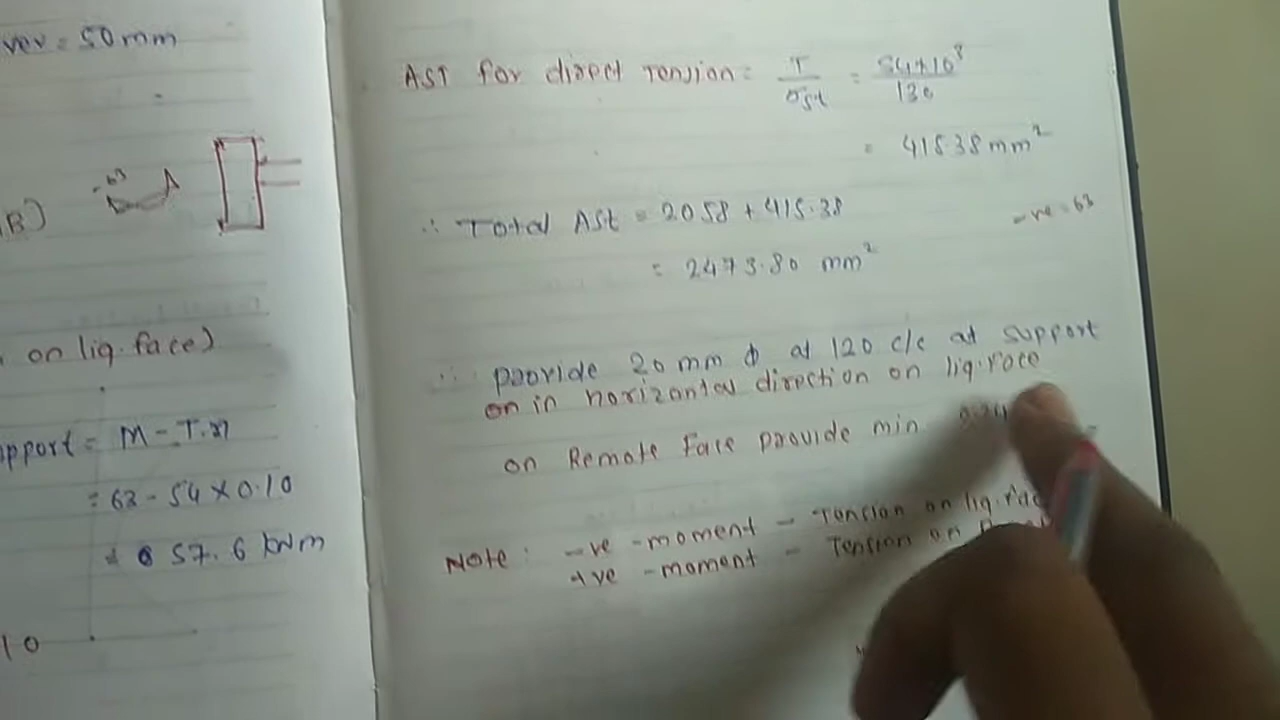 ver = 50 mm
-63
B)
on liq. face)
pport = M - T.x
= 63 - 54 x 0.10
= 57.6 kNm
10
AST for direct Tension = T / σst = 54x10³ / 130
= 415.38 mm²
∴ Total Ast = 2058 + 415.38
= 2473.80 mm²
-ve = 63
∴ provide 20 mm ϕ at 120 c/c at support
on in horizontal direction on liq. face
on Remote Face provide min
Note : -ve - moment - Tension on liq. fac
+ve - moment - Tension on